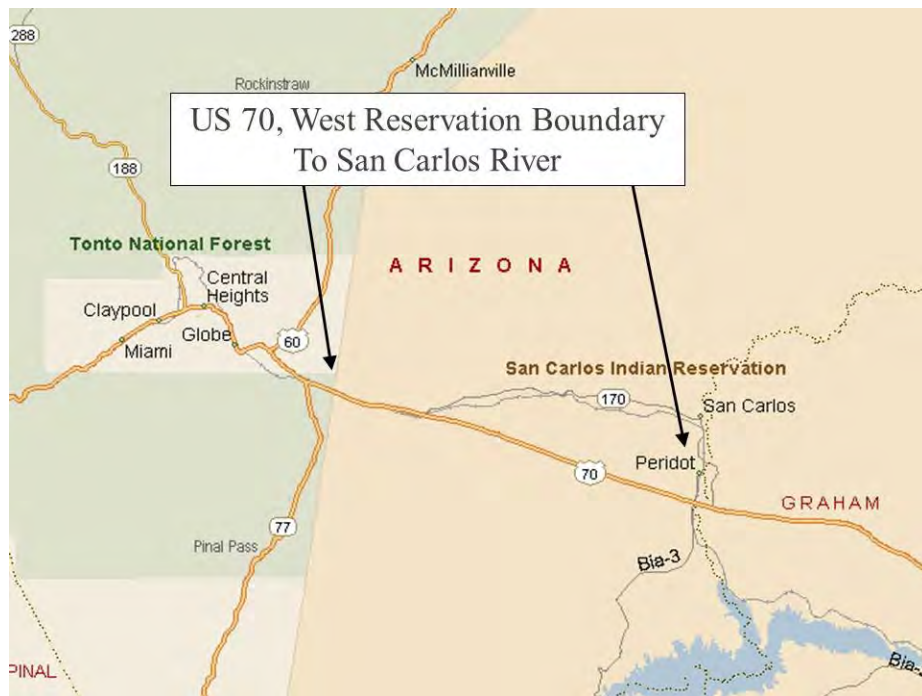 288
McMillianville
Rockinstraw
US 70, West Reservation Boundary
To San Carlos River
188
Tonto National Forest
ARIZONA
Central
Heights
Claypool
Globe
60
Miami
San Carlos Indian Reservation
170
San Carlos
Peridot
70
GRAHAM
77
Pinal Pass
Bia-3
PINAL